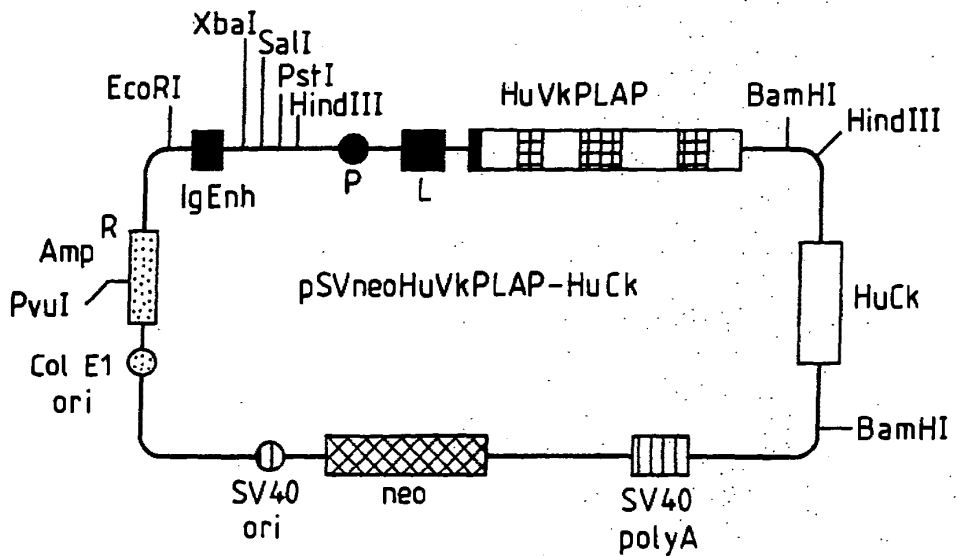 XbaI
SalI
PstI
HindIII
EcoRI
HuVkPLAP
BamHI
HindIII
IgEnh
P
L
Amp R
PvuI
pSVneoHuVkPLAP-HuCk
HuCk
Col E1
ori
BamHI
SV40
ori
neo
SV40
polyA